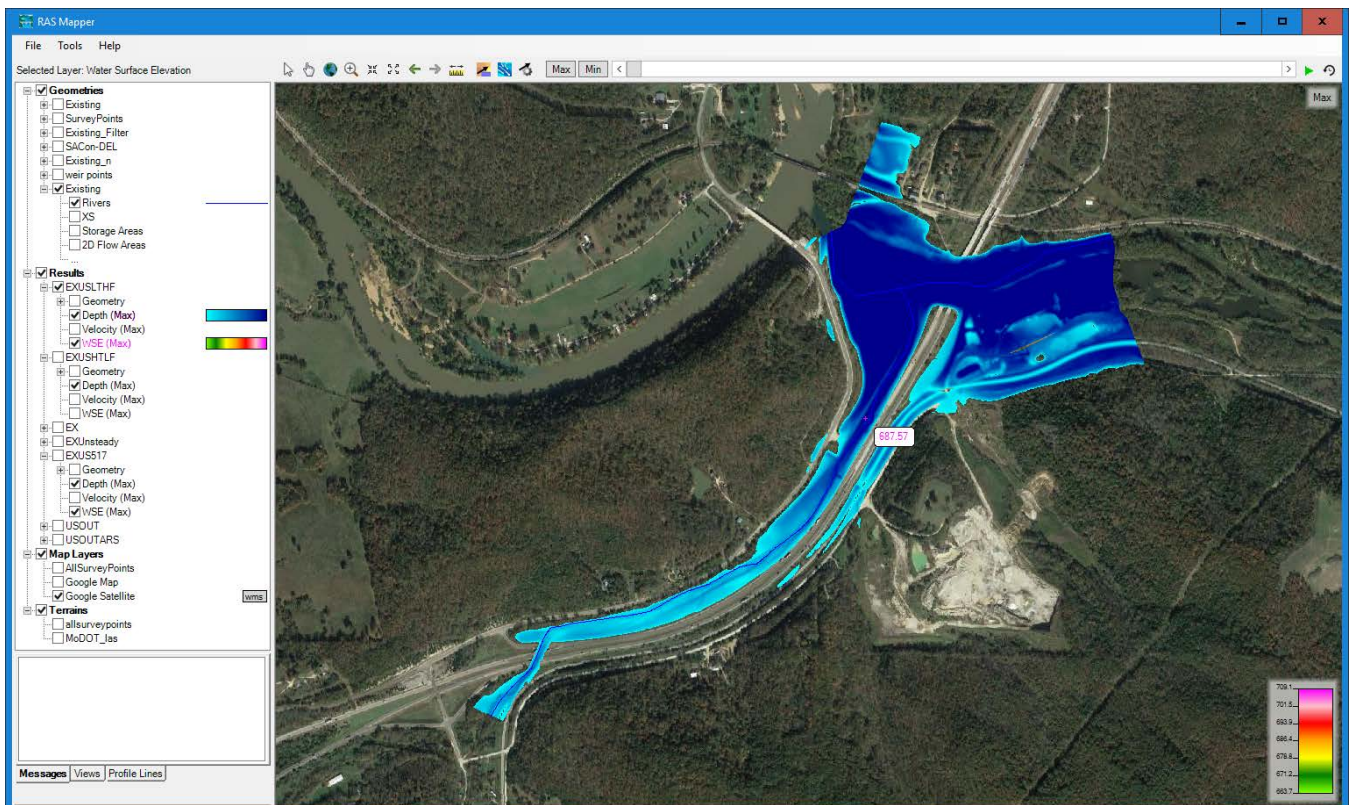 RAS Mapper
File Tools Help
Selected Layer: Water Surface Elevation
Max Min
Geometries
Existing
SurveyPoints
Existing_Filter
SACon-DEL
Existing_n
weir points
Existing
Rivers
XS
Storage Areas
2D Flow Areas
...
Results
EXUSLTHF
Geometry
Depth (Max)
Velocity (Max)
WSE (Max)
EXUSHTLF
Geometry
Depth (Max)
Velocity (Max)
WSE (Max)
EX
EXUnsteady
EXUS517
Geometry
Depth (Max)
Velocity (Max)
WSE (Max)
USOUT
USOUTARS
Map Layers
AllSurveyPoints
Google Map
Google Satellite wms
Terrains
allsurveypoints
MoDOT_las
Messages Views Profile Lines
Max
687.57
709.1
701.5
693.9
686.4
678.8
671.2
663.7